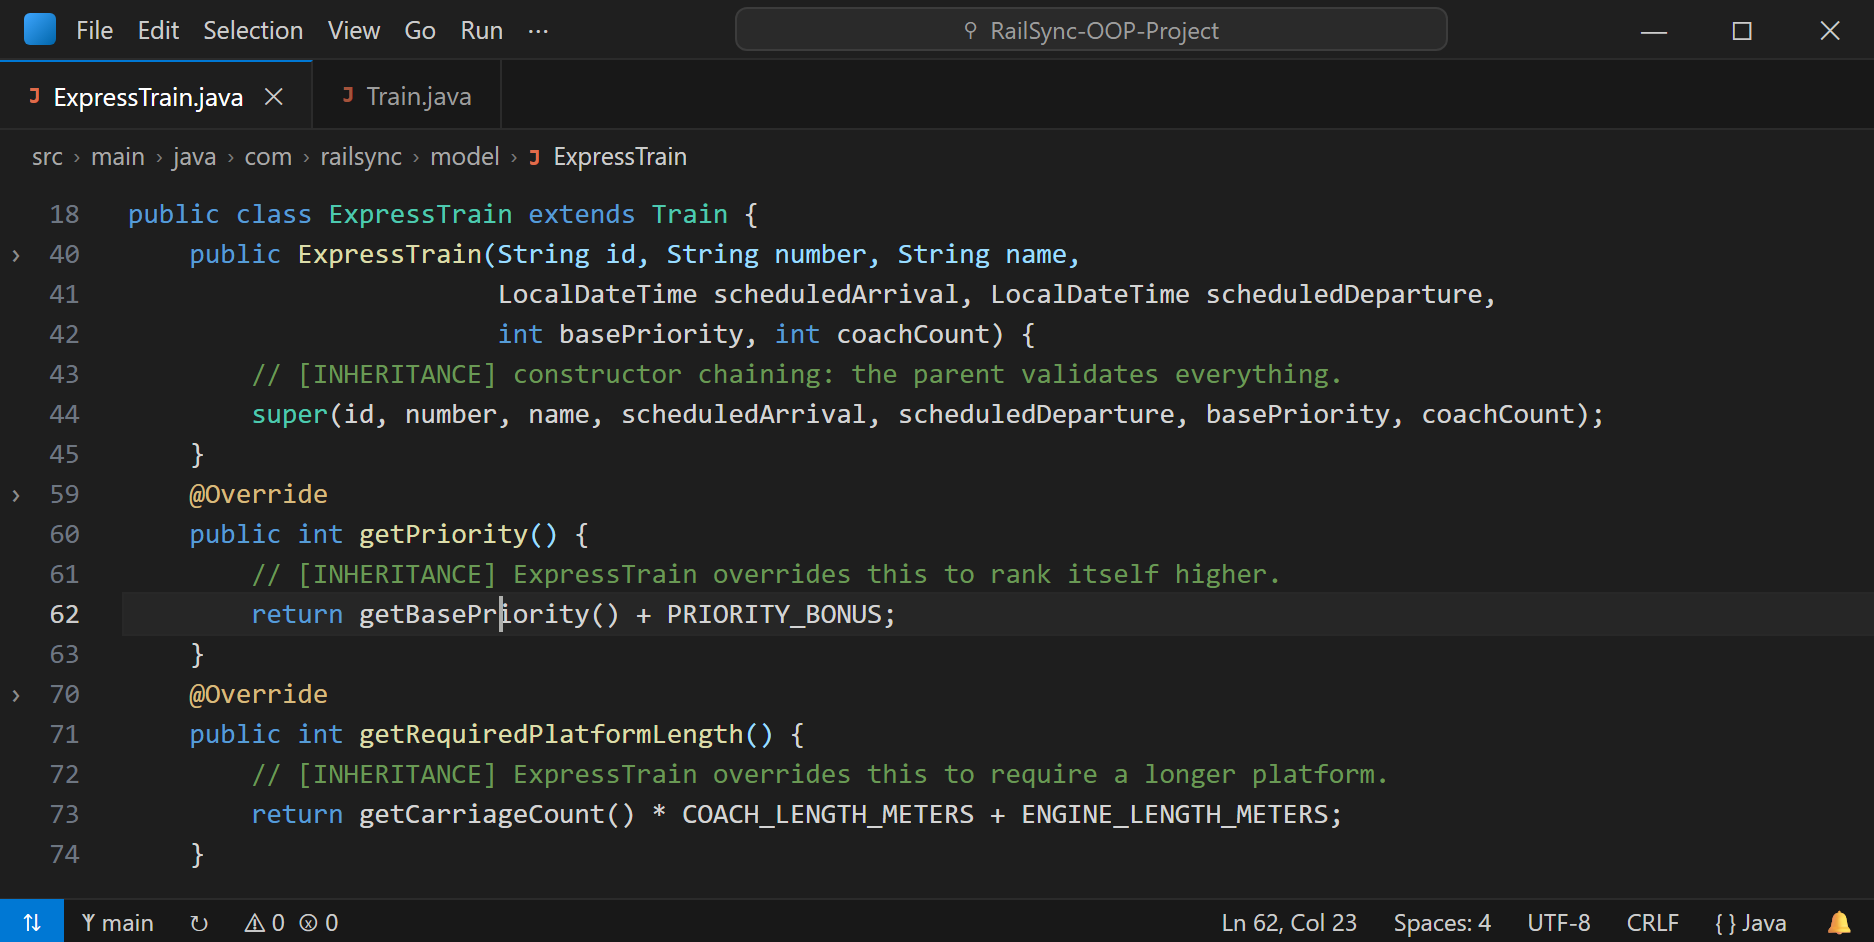 File Edit Selection View Go Run ···
RailSync-OOP-Project
J ExpressTrain.java
J Train.java
src › main › java › com › railsync › model › J ExpressTrain
18 public class ExpressTrain extends Train {
40 public ExpressTrain(String id, String number, String name,
41 LocalDateTime scheduledArrival, LocalDateTime scheduledDeparture,
42 int basePriority, int coachCount) {
43 // [INHERITANCE] constructor chaining: the parent validates everything.
44 super(id, number, name, scheduledArrival, scheduledDeparture, basePriority, coachCount);
45 }
59 @Override
60 public int getPriority() {
61 // [INHERITANCE] ExpressTrain overrides this to rank itself higher.
62 return getBasePriority() + PRIORITY_BONUS;
63 }
70 @Override
71 public int getRequiredPlatformLength() {
72 // [INHERITANCE] ExpressTrain overrides this to require a longer platform.
73 return getCarriageCount() * COACH_LENGTH_METERS + ENGINE_LENGTH_METERS;
74 }
main 0 0 Ln 62, Col 23 Spaces: 4 UTF-8 CRLF { } Java